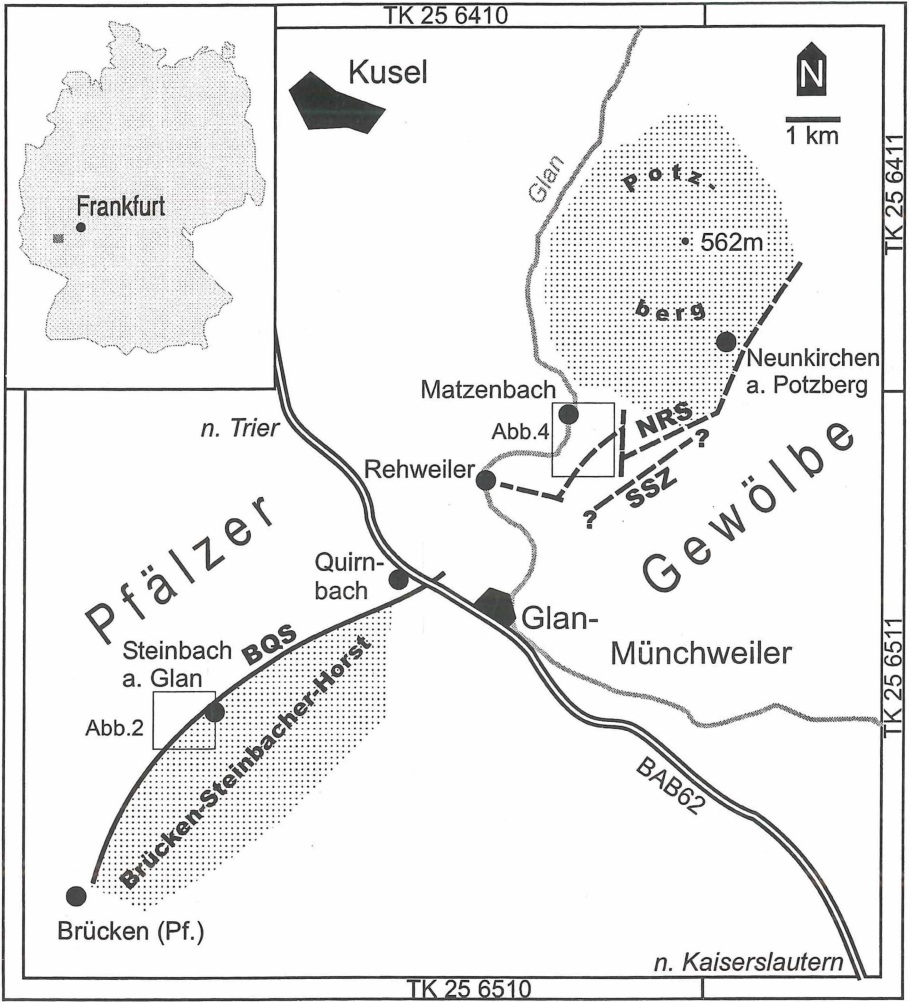 TK 25 6410
Kusel
N
1 km
Glan
Potz-
562m
berg
Neunkirchen
a. Potzberg
TK 25 6411
Frankfurt
n. Trier
Matzenbach
Abb.4
NRS
?
SSZ
?
Rehweiler
Pfälzer
Gewölbe
Quirn-
bach
Glan-
Münchweiler
BQS
Steinbach
a. Glan
Abb.2
Brücken-Steinbacher-Horst
TK 25 6511
BAB62
Brücken (Pf.)
n. Kaiserslautern
TK 25 6510